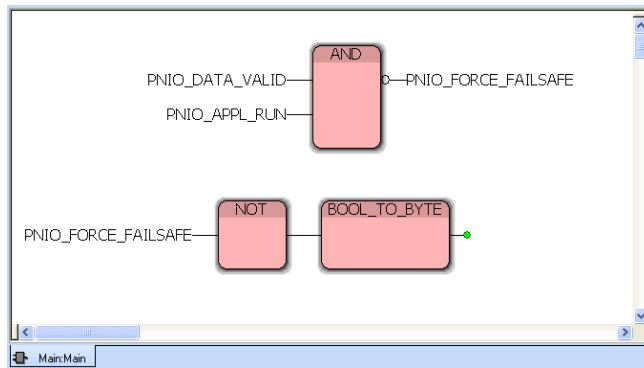 AND
PNIO_DATA_VALID
PNIO_FORCE_FAILSAFE
PNIO_APPL_RUN
NOT
BOOL_TO_BYTE
PNIO_FORCE_FAILSAFE
Main:Main